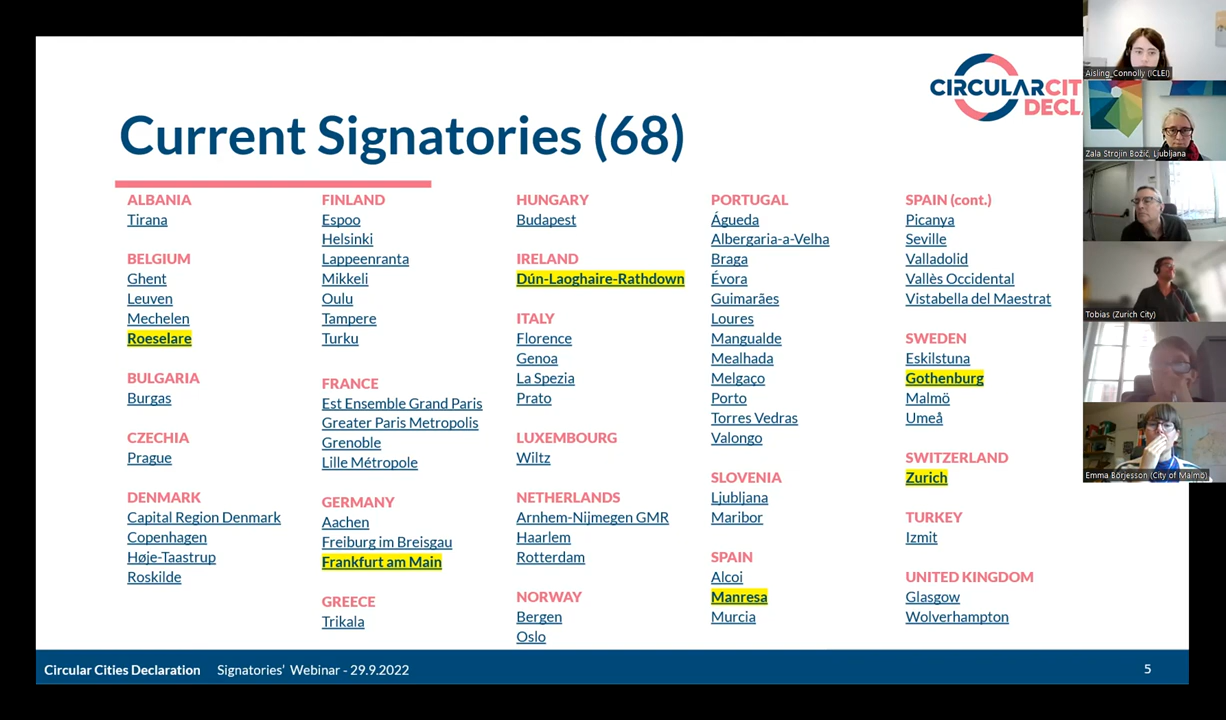 CIRCULARCIT
DECLA
Current Signatories (68)
ALBANIA
Tirana
BELGIUM
Ghent
Leuven
Mechelen
Roeselare
BULGARIA
Burgas
CZECHIA
Prague
DENMARK
Capital Region Denmark
Copenhagen
Høje-Taastrup
Roskilde
FINLAND
Espoo
Helsinki
Lappeenranta
Mikkeli
Oulu
Tampere
Turku
FRANCE
Est Ensemble Grand Paris
Greater Paris Metropolis
Grenoble
Lille Métropole
GERMANY
Aachen
Freiburg im Breisgau
Frankfurt am Main
GREECE
Trikala
HUNGARY
Budapest
IRELAND
Dún-Laoghaire-Rathdown
ITALY
Florence
Genoa
La Spezia
Prato
LUXEMBOURG
Wiltz
NETHERLANDS
Arnhem-Nijmegen GMR
Haarlem
Rotterdam
NORWAY
Bergen
Oslo
PORTUGAL
Águeda
Albergaria-a-Velha
Braga
Évora
Guimarães
Loures
Mangualde
Mealhada
Melgaço
Porto
Torres Vedras
Valongo
SLOVENIA
Ljubljana
Maribor
SPAIN
Alcoi
Manresa
Murcia
SPAIN (cont.)
Picanya
Seville
Valladolid
Vallès Occidental
Vistabella del Maestrat
SWEDEN
Eskilstuna
Gothenburg
Malmö
Umeå
SWITZERLAND
Zurich
TURKEY
Izmit
UNITED KINGDOM
Glasgow
Wolverhampton
Circular Cities Declaration Signatories' Webinar - 29.9.2022
5
Aisling_Connolly (ICLEI)
Zala Strojin Božič, Ljubljana
Tobias (Zurich City)
Emma Börjesson (City of Malmö)